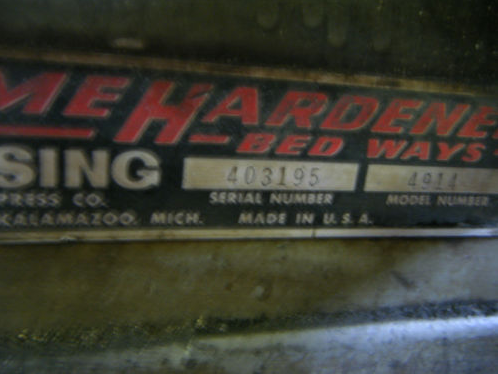 MEHARDENE
BED WAYS
SING 403195 4914
PRESS CO. SERIAL NUMBER MODEL NUMBER
KALAMAZOO, MICH. MADE IN U.S.A.